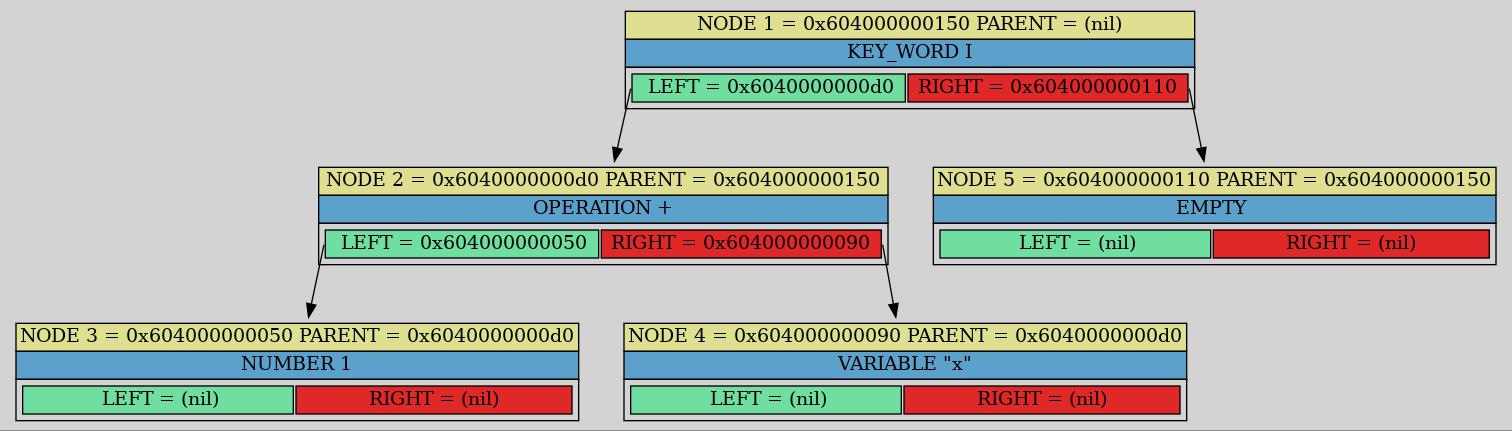 NODE 1 = 0x604000000150 PARENT = (nil)
KEY_WORD I
LEFT = 0x6040000000d0 RIGHT = 0x604000000110
NODE 2 = 0x6040000000d0 PARENT = 0x604000000150
OPERATION +
LEFT = 0x604000000050 RIGHT = 0x604000000090
NODE 5 = 0x604000000110 PARENT = 0x604000000150
EMPTY
LEFT = (nil) RIGHT = (nil)
NODE 3 = 0x604000000050 PARENT = 0x6040000000d0
NUMBER 1
LEFT = (nil) RIGHT = (nil)
NODE 4 = 0x604000000090 PARENT = 0x6040000000d0
VARIABLE "x"
LEFT = (nil) RIGHT = (nil)